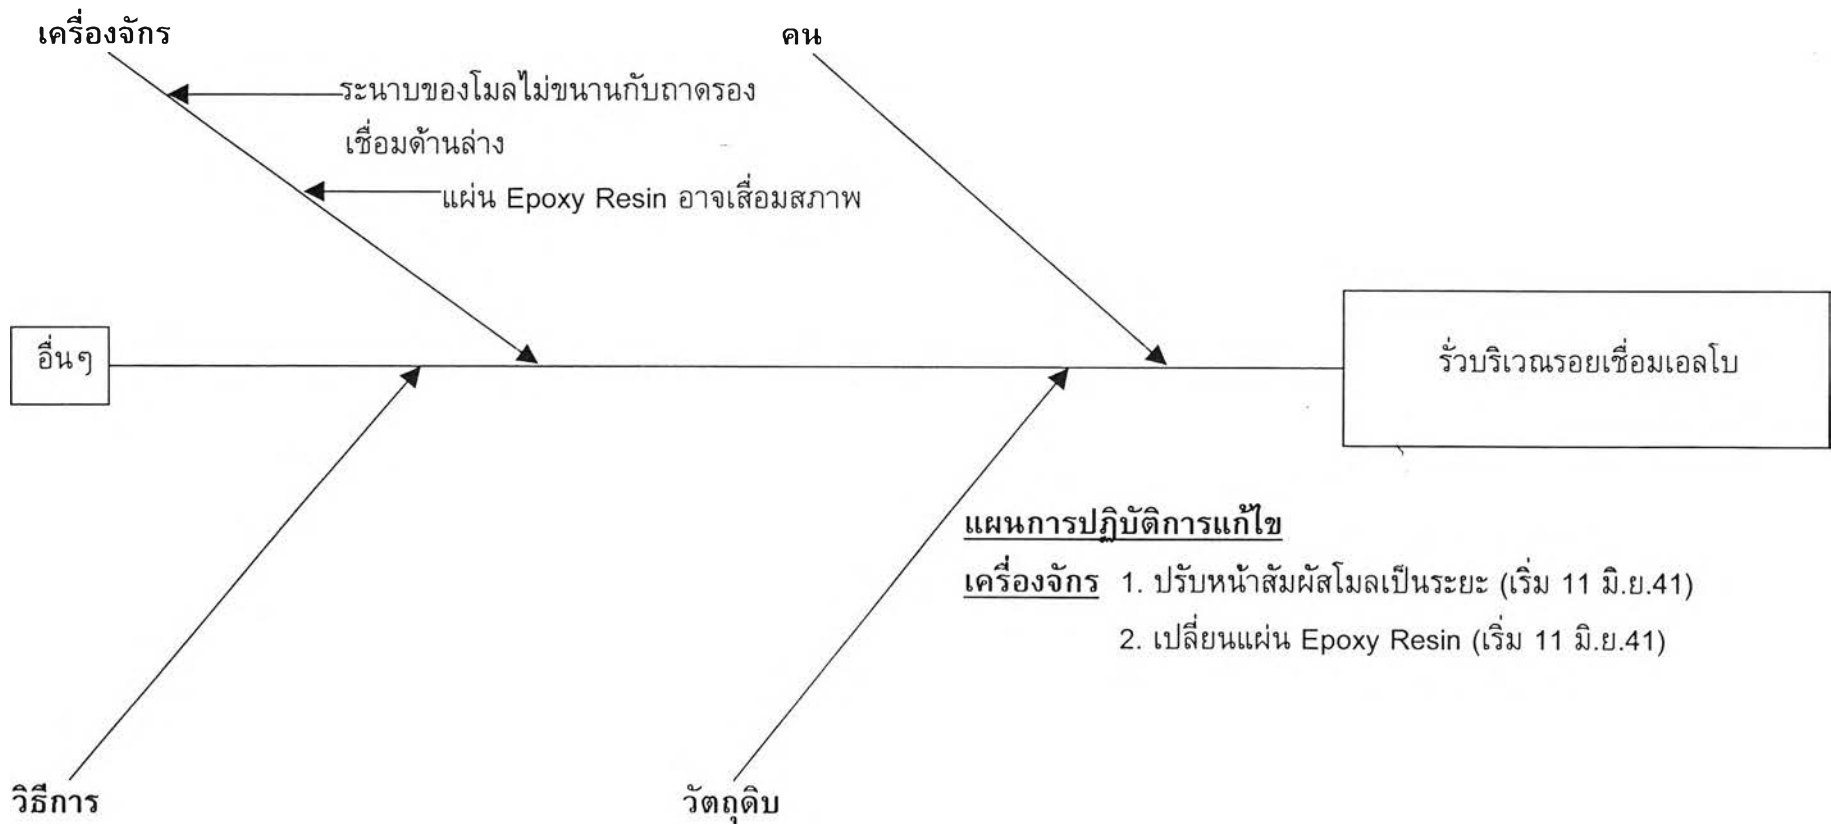 เครื่องจักร
คน
ระนาบของโมลไม่ขนานกับถาดรอง
เชื่อมด้านล่าง
แผ่น Epoxy Resin อาจเสื่อมสภาพ
อื่นๆ
รั่วบริเวณรอยเชื่อมเอลโบ
แผนการปฏิบัติการแก้ไข
เครื่องจักร 1. ปรับหน้าสัมผัสโมลเป็นระยะ (เริ่ม 11 มิ.ย.41)
2. เปลี่ยนแผ่น Epoxy Resin (เริ่ม 11 มิ.ย.41)
วิธีการ
วัตถุดิบ